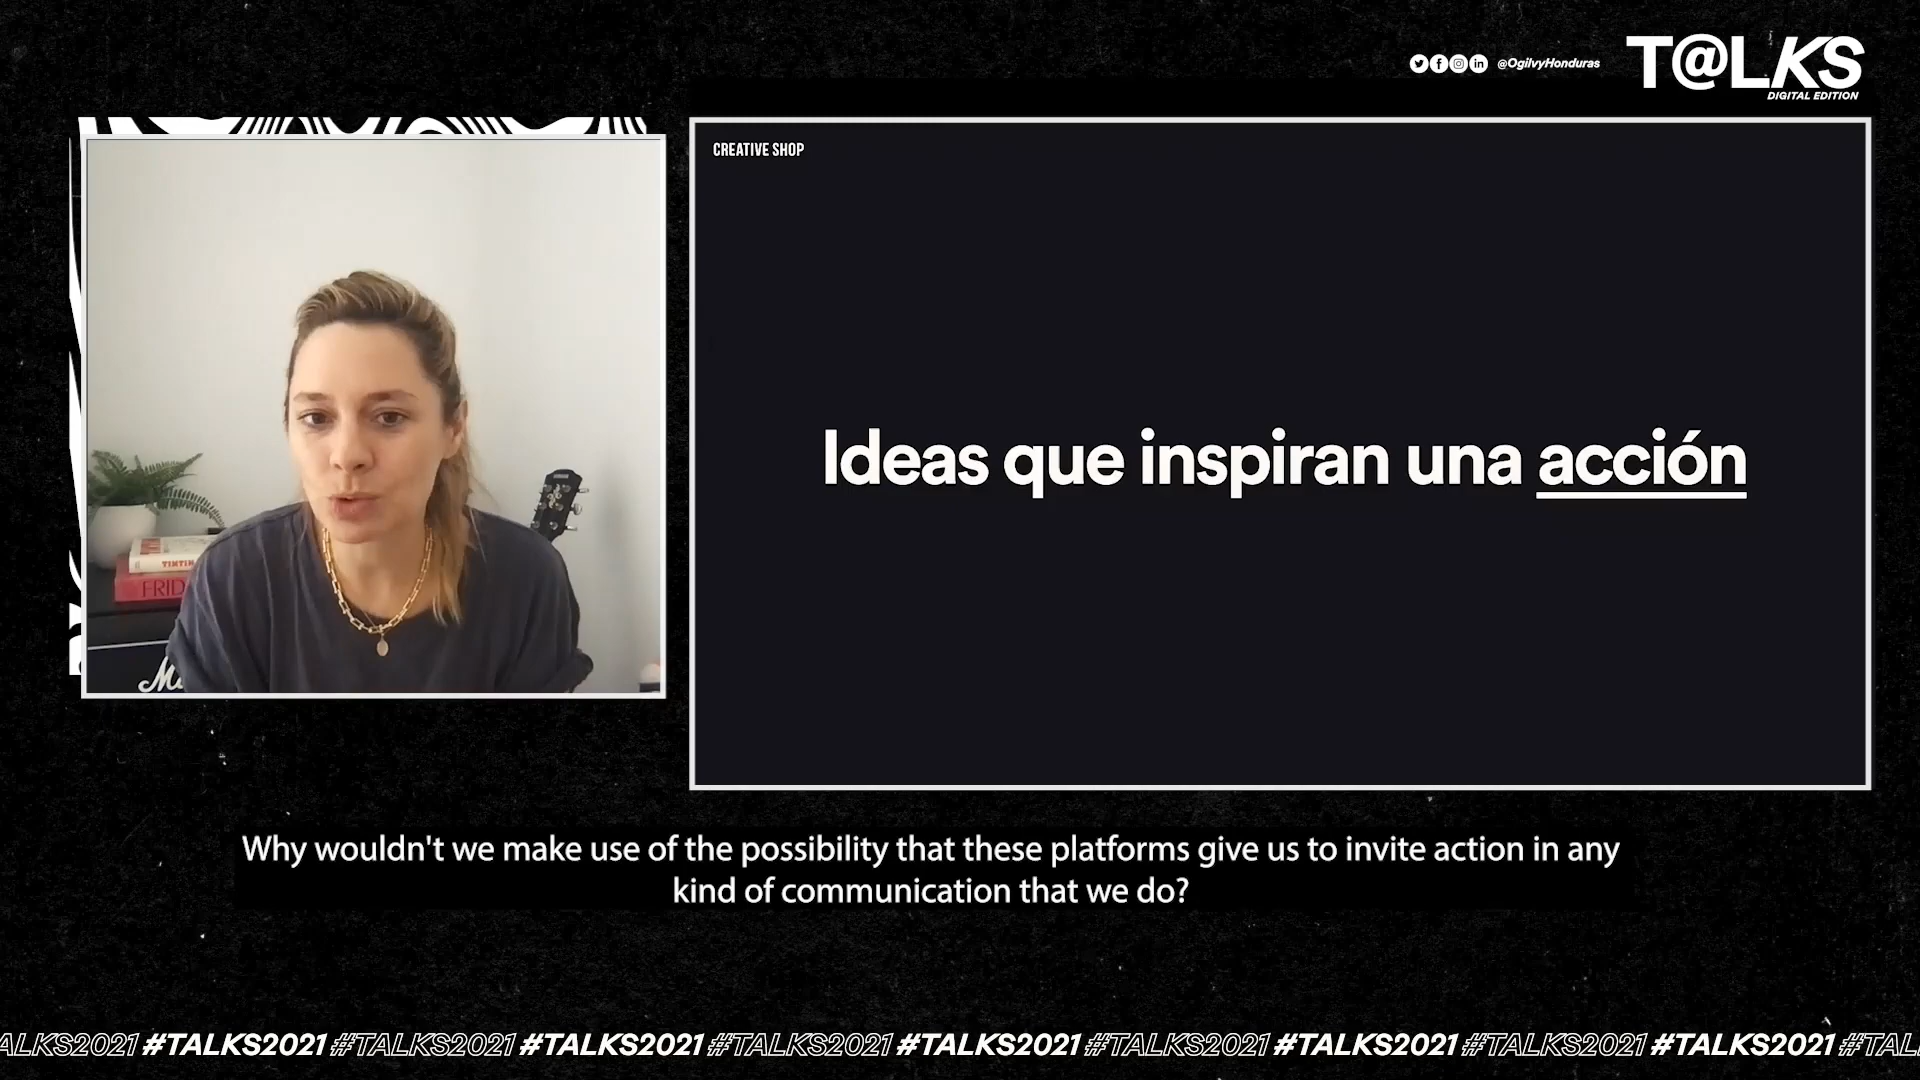 @OgilvyHonduras
T@LKS
DIGITAL EDITION
CREATIVE SHOP
Ideas que inspiran una acción
TINTIN
FRID
Why wouldn't we make use of the possibility that these platforms give us to invite action in any
kind of communication that we do?
ALKS2021 #TALKS2021 #TALKS2021 #TALKS2021 #TALKS2021 #TALKS2021 #TALKS2021 #TALKS2021 #TALKS2021 #TALKS2021 #TAL